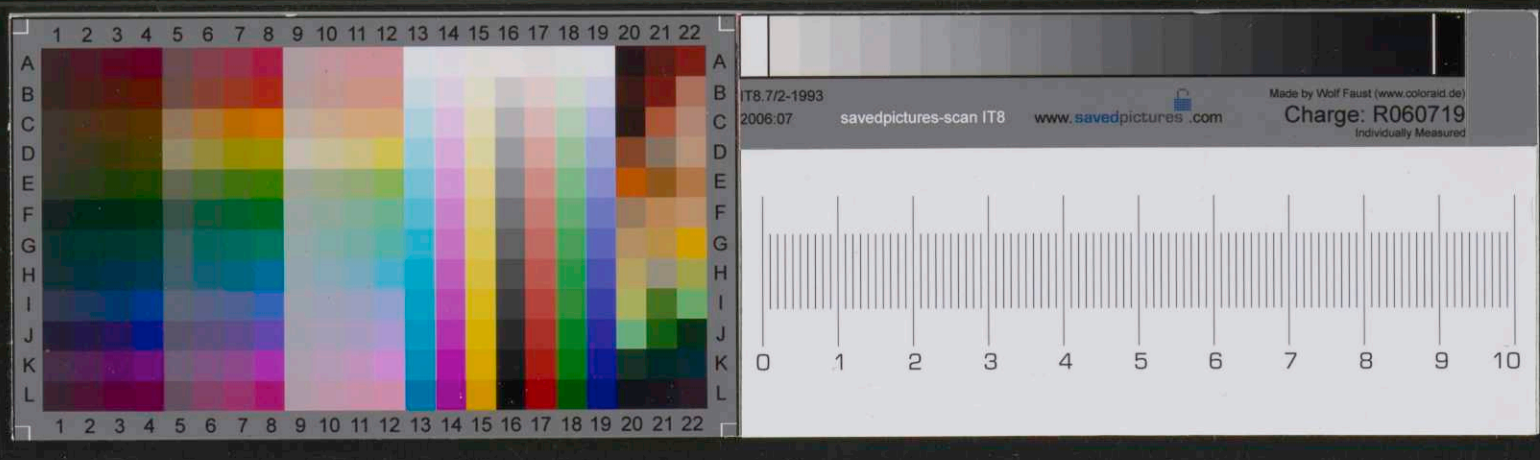 1 2 3 4 5 6 7 8 9 10 11 12 13 14 15 16 17 18 19 20 21 22
A A
B B
C C
D D
E E
F F
G G
H H
I I
J J
K K
L L
1 2 3 4 5 6 7 8 9 10 11 12 13 14 15 16 17 18 19 20 21 22
IT8.7/2-1993
2006:07
savedpictures-scan IT8
www.savedpictures .com
Made by Wolf Faust (www.coloraid.de)
Charge: R060719
Individually Measured
0 1 2 3 4 5 6 7 8 9 10